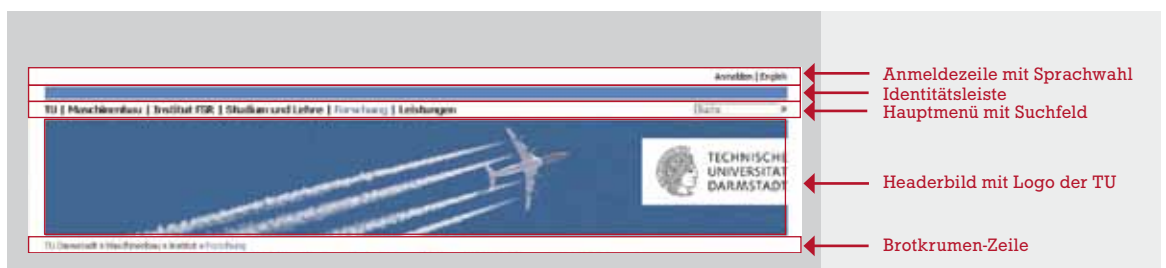 Anmelden | English
Anmeldezeile mit Sprachwahl
Identitätsleiste
TU | Maschinenbau | Institut FSR | Studium und Lehre | Forschung | Leistungen
Suche
Hauptmenü mit Suchfeld
TECHNISCHE
UNIVERSITÄT
DARMSTADT
Headerbild mit Logo der TU
TU Darmstadt » Maschinenbau » Institut » Forschung
Brotkrumen-Zeile